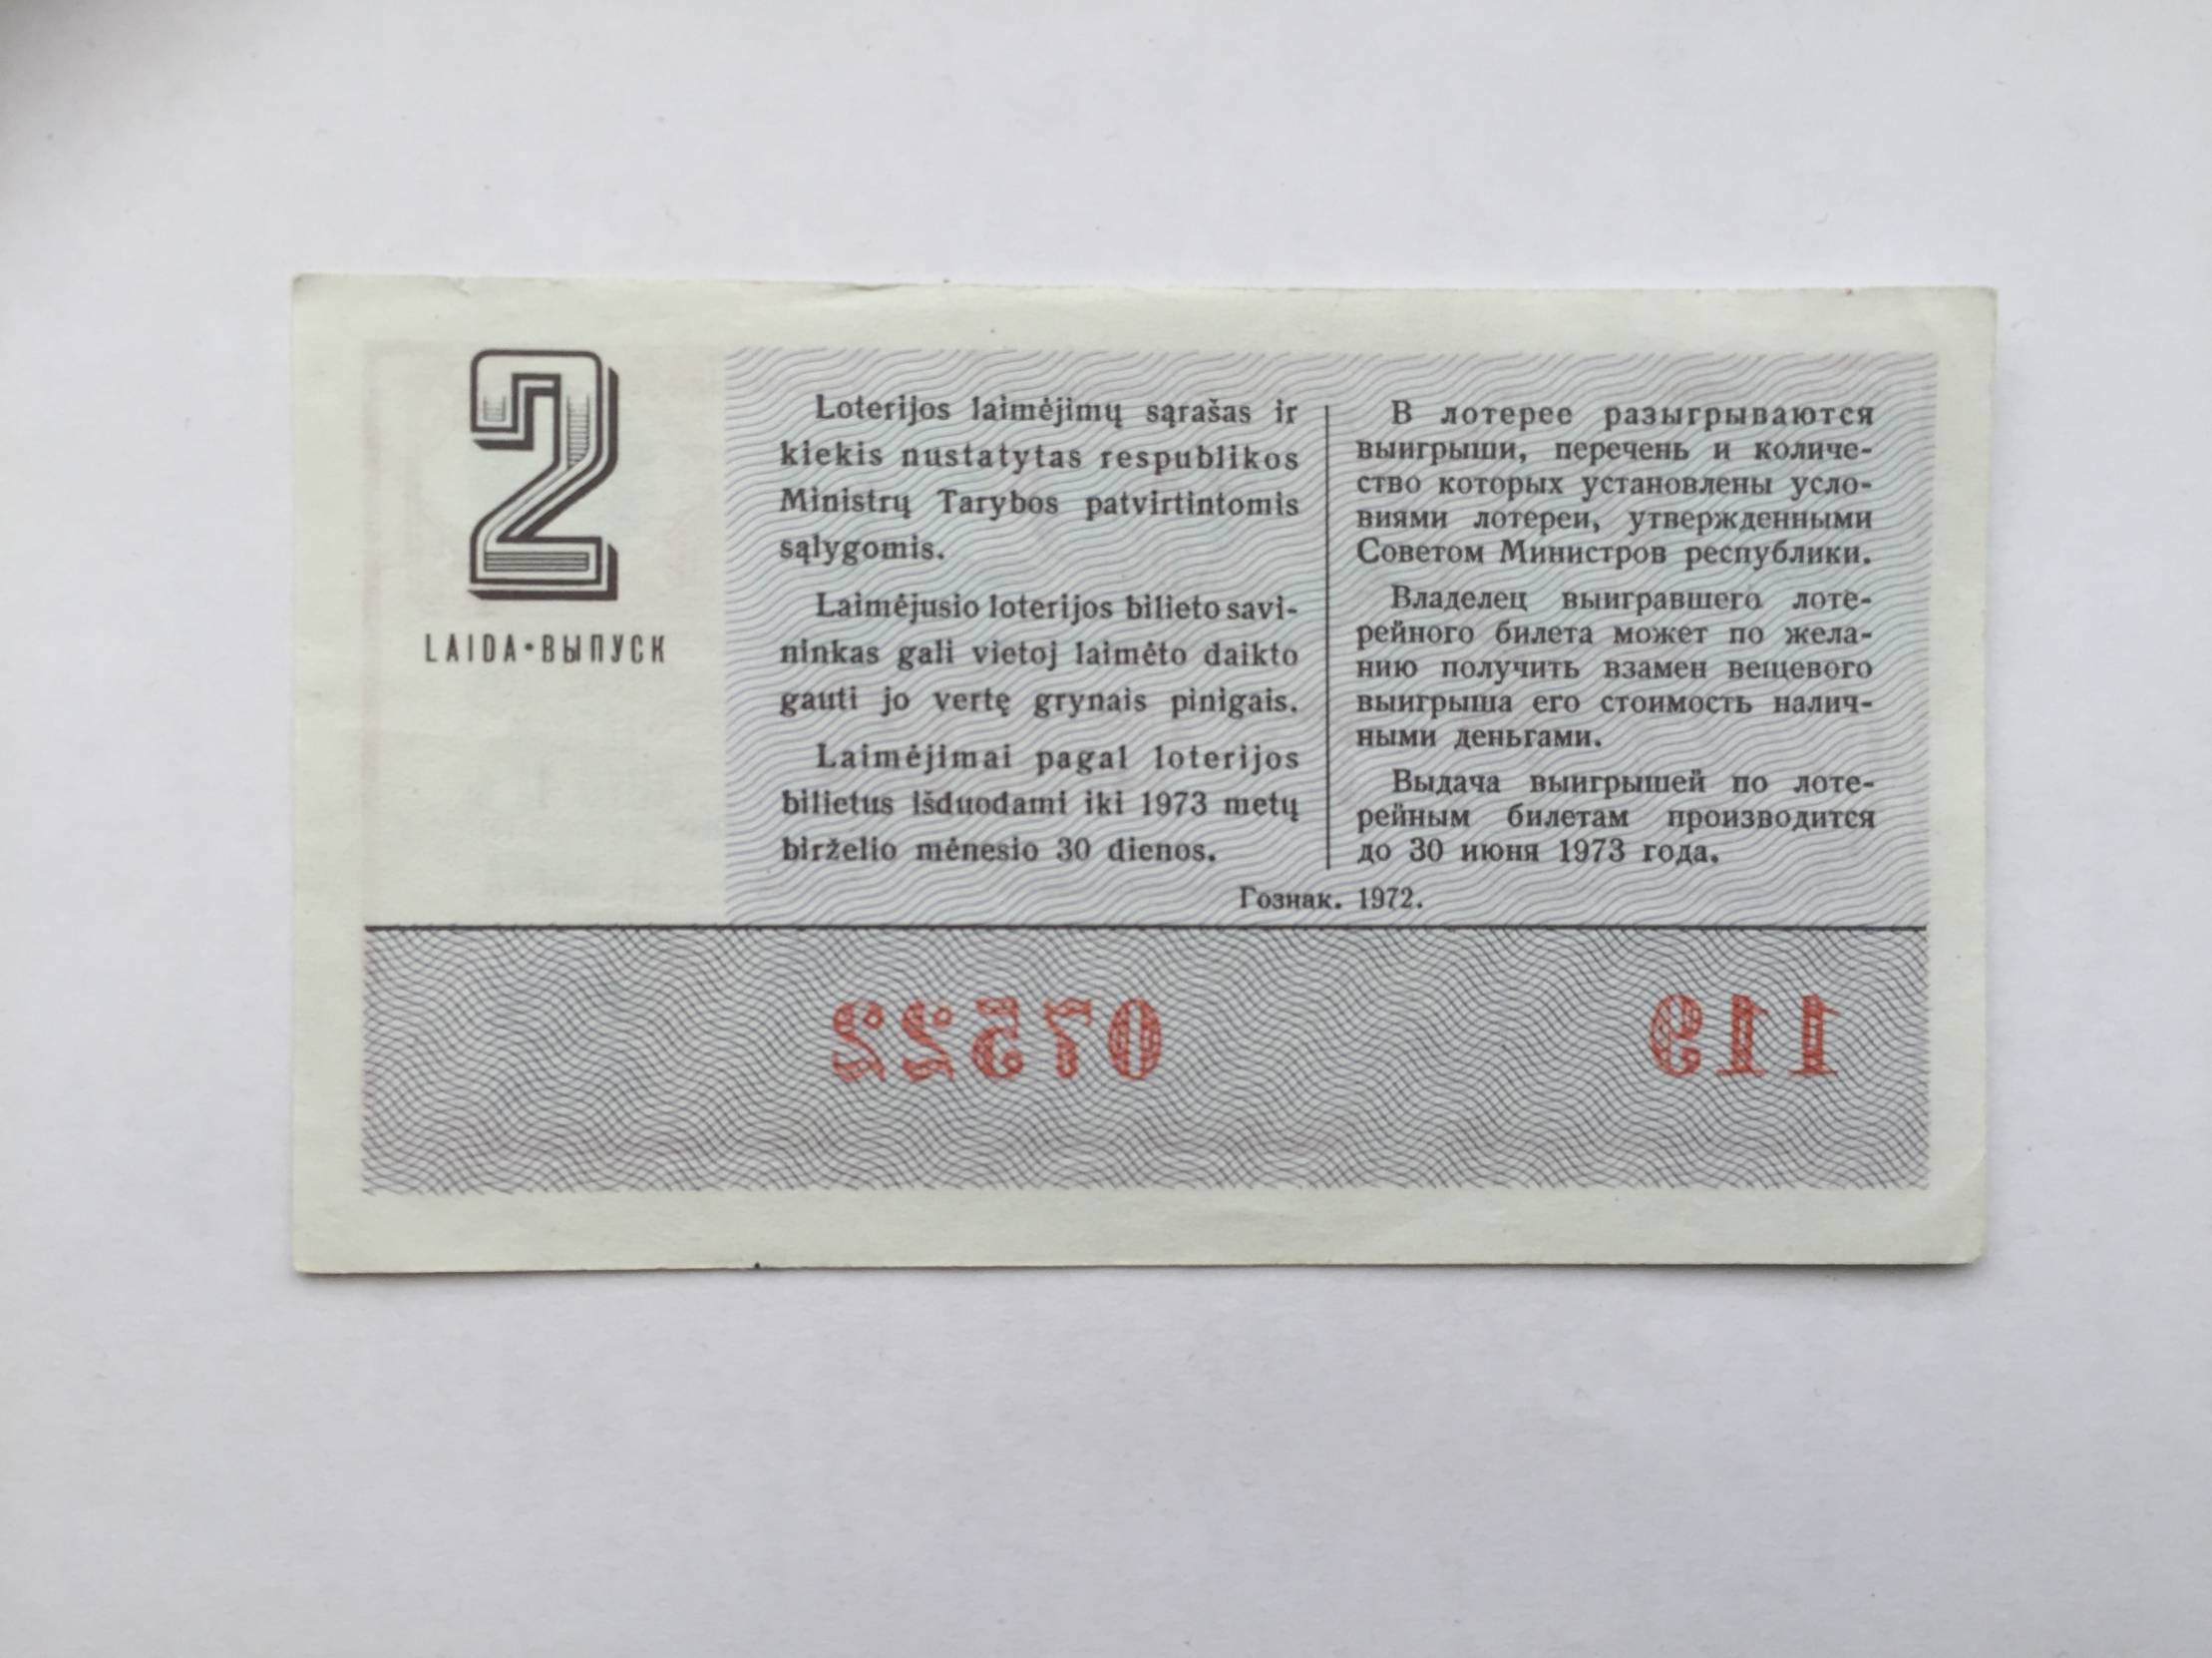 2
LAIDA•ВЫПУСК
Loterijos laimėjimų sąrašas ir
kiekis nustatytas respublikos
Ministrų Tarybos patvirtintomis
sąlygomis.
Laimėjusio loterijos bilieto savi-
ninkas gali vietoj laimėto daikto
gauti jo vertę grynais pinigais.
Laimėjimai pagal loterijos
bilietus išduodami iki 1973 metų
birželio mėnesio 30 dienos.
В лотерее разыгрываются
выигрыши, перечень и количе-
ство которых установлены усло-
виями лотереи, утвержденными
Советом Министров республики.
Владелец выигравшего лоте-
рейного билета может по жела-
нию получить взамен вещевого
выигрыша его стоимость налич-
ными деньгами.
Выдача выигрышей по лоте-
рейным билетам производится
до 30 июня 1973 года.
Гознак. 1972.
07522 119